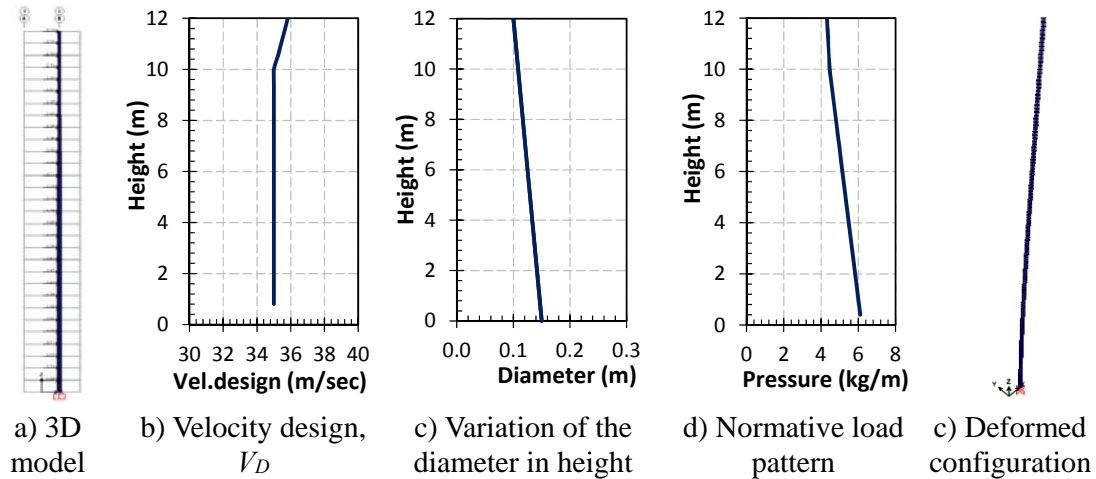 12
10
8
6
4
2
0
Height (m)
30 32 34 36 38 40
Vel.design (m/sec)
12
10
8
6
4
2
0
Height (m)
0.0 0.1 0.2 0.3
Diameter (m)
12
10
8
6
4
2
0
Height (m)
0 2 4 6 8
Pressure (kg/m)
Y Z
a) 3D
model
b) Velocity design,
VD
c) Variation of the
diameter in height
d) Normative load
pattern
c) Deformed
configuration